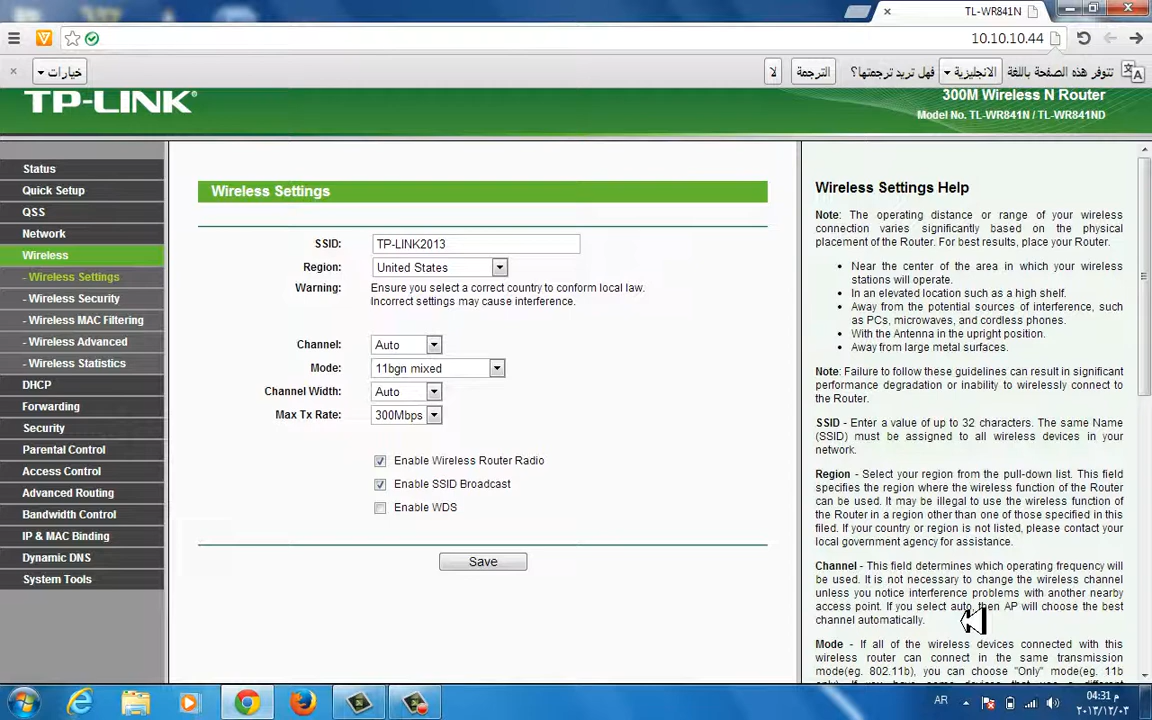 TL-WR841N
10.10.10.44
تتوفر هذه الصفحة باللغة الانجليزية فهل تريد ترجمتها؟ الترجمة لا خيارات
TP-LINK®
300M Wireless N Router
Model No. TL-WR841N / TL-WR841ND
Status
Quick Setup
QSS
Network
Wireless
- Wireless Settings
- Wireless Security
- Wireless MAC Filtering
- Wireless Advanced
- Wireless Statistics
DHCP
Forwarding
Security
Parental Control
Access Control
Advanced Routing
Bandwidth Control
IP & MAC Binding
Dynamic DNS
System Tools
Wireless Settings
SSID: TP-LINK2013
Region: United States
Warning: Ensure you select a correct country to conform local law.
Incorrect settings may cause interference.
Channel: Auto
Mode: 11bgn mixed
Channel Width: Auto
Max Tx Rate: 300Mbps
Enable Wireless Router Radio
Enable SSID Broadcast
Enable WDS
Save
Wireless Settings Help
Note: The operating distance or range of your wireless
connection varies significantly based on the physical
placement of the Router. For best results, place your Router.
• Near the center of the area in which your wireless
stations will operate.
• In an elevated location such as a high shelf.
• Away from the potential sources of interference, such
as PCs, microwaves, and cordless phones.
• With the Antenna in the upright position.
• Away from large metal surfaces.
Note: Failure to follow these guidelines can result in significant
performance degradation or inability to wirelessly connect to
the Router.
SSID - Enter a value of up to 32 characters. The same Name
(SSID) must be assigned to all wireless devices in your
network.
Region - Select your region from the pull-down list. This field
specifies the region where the wireless function of the Router
can be used. It may be illegal to use the wireless function of
the Router in a region other than one of those specified in this
filed. If your country or region is not listed, please contact your
local government agency for assistance.
Channel - This field determines which operating frequency will
be used. It is not necessary to change the wireless channel
unless you notice interference problems with another nearby
access point. If you select auto, then AP will choose the best
channel automatically.
Mode - If all of the wireless devices connected with this
wireless router can connect in the same transmission
mode(eg. 802.11b), you can choose "Only" mode(eg. 11b
AR
04:31 م
٢٠١٣/١٢/٠٣